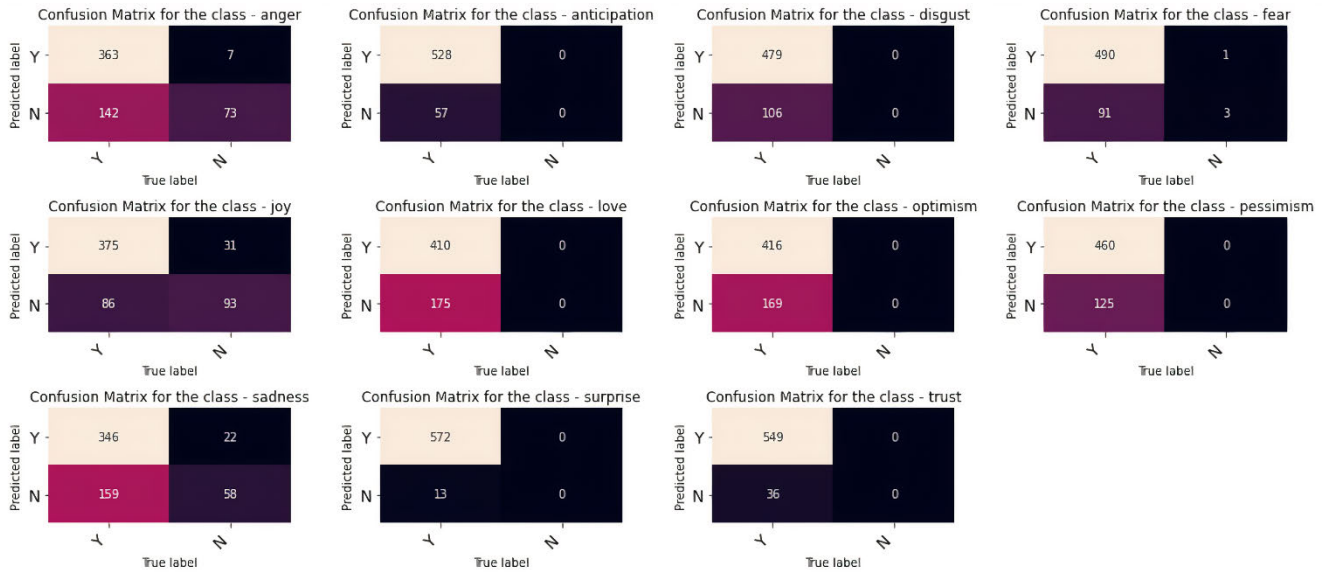 Confusion Matrix for the class - anger
Predicted label
Y
363
7
N
142
73
Y
N
True label
Confusion Matrix for the class - anticipation
Predicted label
Y
528
0
N
57
0
Y
N
True label
Confusion Matrix for the class - disgust
Predicted label
Y
479
0
N
106
0
Y
N
True label
Confusion Matrix for the class - fear
Predicted label
Y
490
1
N
91
3
Y
N
True label
Confusion Matrix for the class - joy
Predicted label
Y
375
31
N
86
93
Y
N
True label
Confusion Matrix for the class - love
Predicted label
Y
410
0
N
175
0
Y
N
True label
Confusion Matrix for the class - optimism
Predicted label
Y
416
0
N
169
0
Y
N
True label
Confusion Matrix for the class - pessimism
Predicted label
Y
460
0
N
125
0
Y
N
True label
Confusion Matrix for the class - sadness
Predicted label
Y
346
22
N
159
58
Y
N
True label
Confusion Matrix for the class - surprise
Predicted label
Y
572
0
N
13
0
Y
N
True label
Confusion Matrix for the class - trust
Predicted label
Y
549
0
N
36
0
Y
N
True label